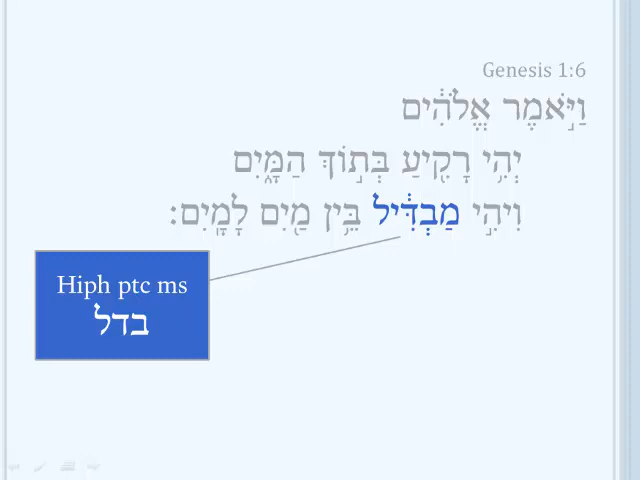 Genesis 1:6
וַיֹּ֣אמֶר אֱלֹהִ֔ים
יְהִ֥י רָקִ֖יעַ בְּת֣וֹךְ הַמָּ֑יִם
וִיהִ֣י מַבְדִּ֔יל בֵּ֥ין מַ֖יִם לָמָֽיִם׃
Hiph ptc ms
בדל